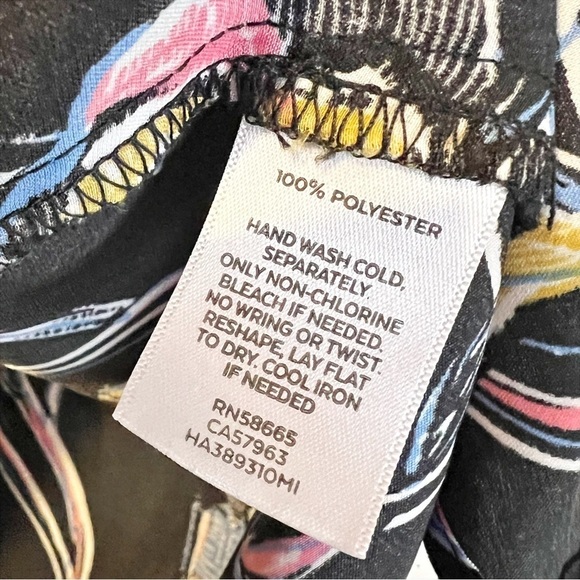 100% POLYESTER
HAND WASH COLD,
SEPARATELY.
ONLY NON-CHLORINE
BLEACH IF NEEDED.
NO WRING OR TWIST.
RESHAPE, LAY FLAT
TO DRY. COOL IRON
IF NEEDED
RN58665
CA57963
HA389310MI